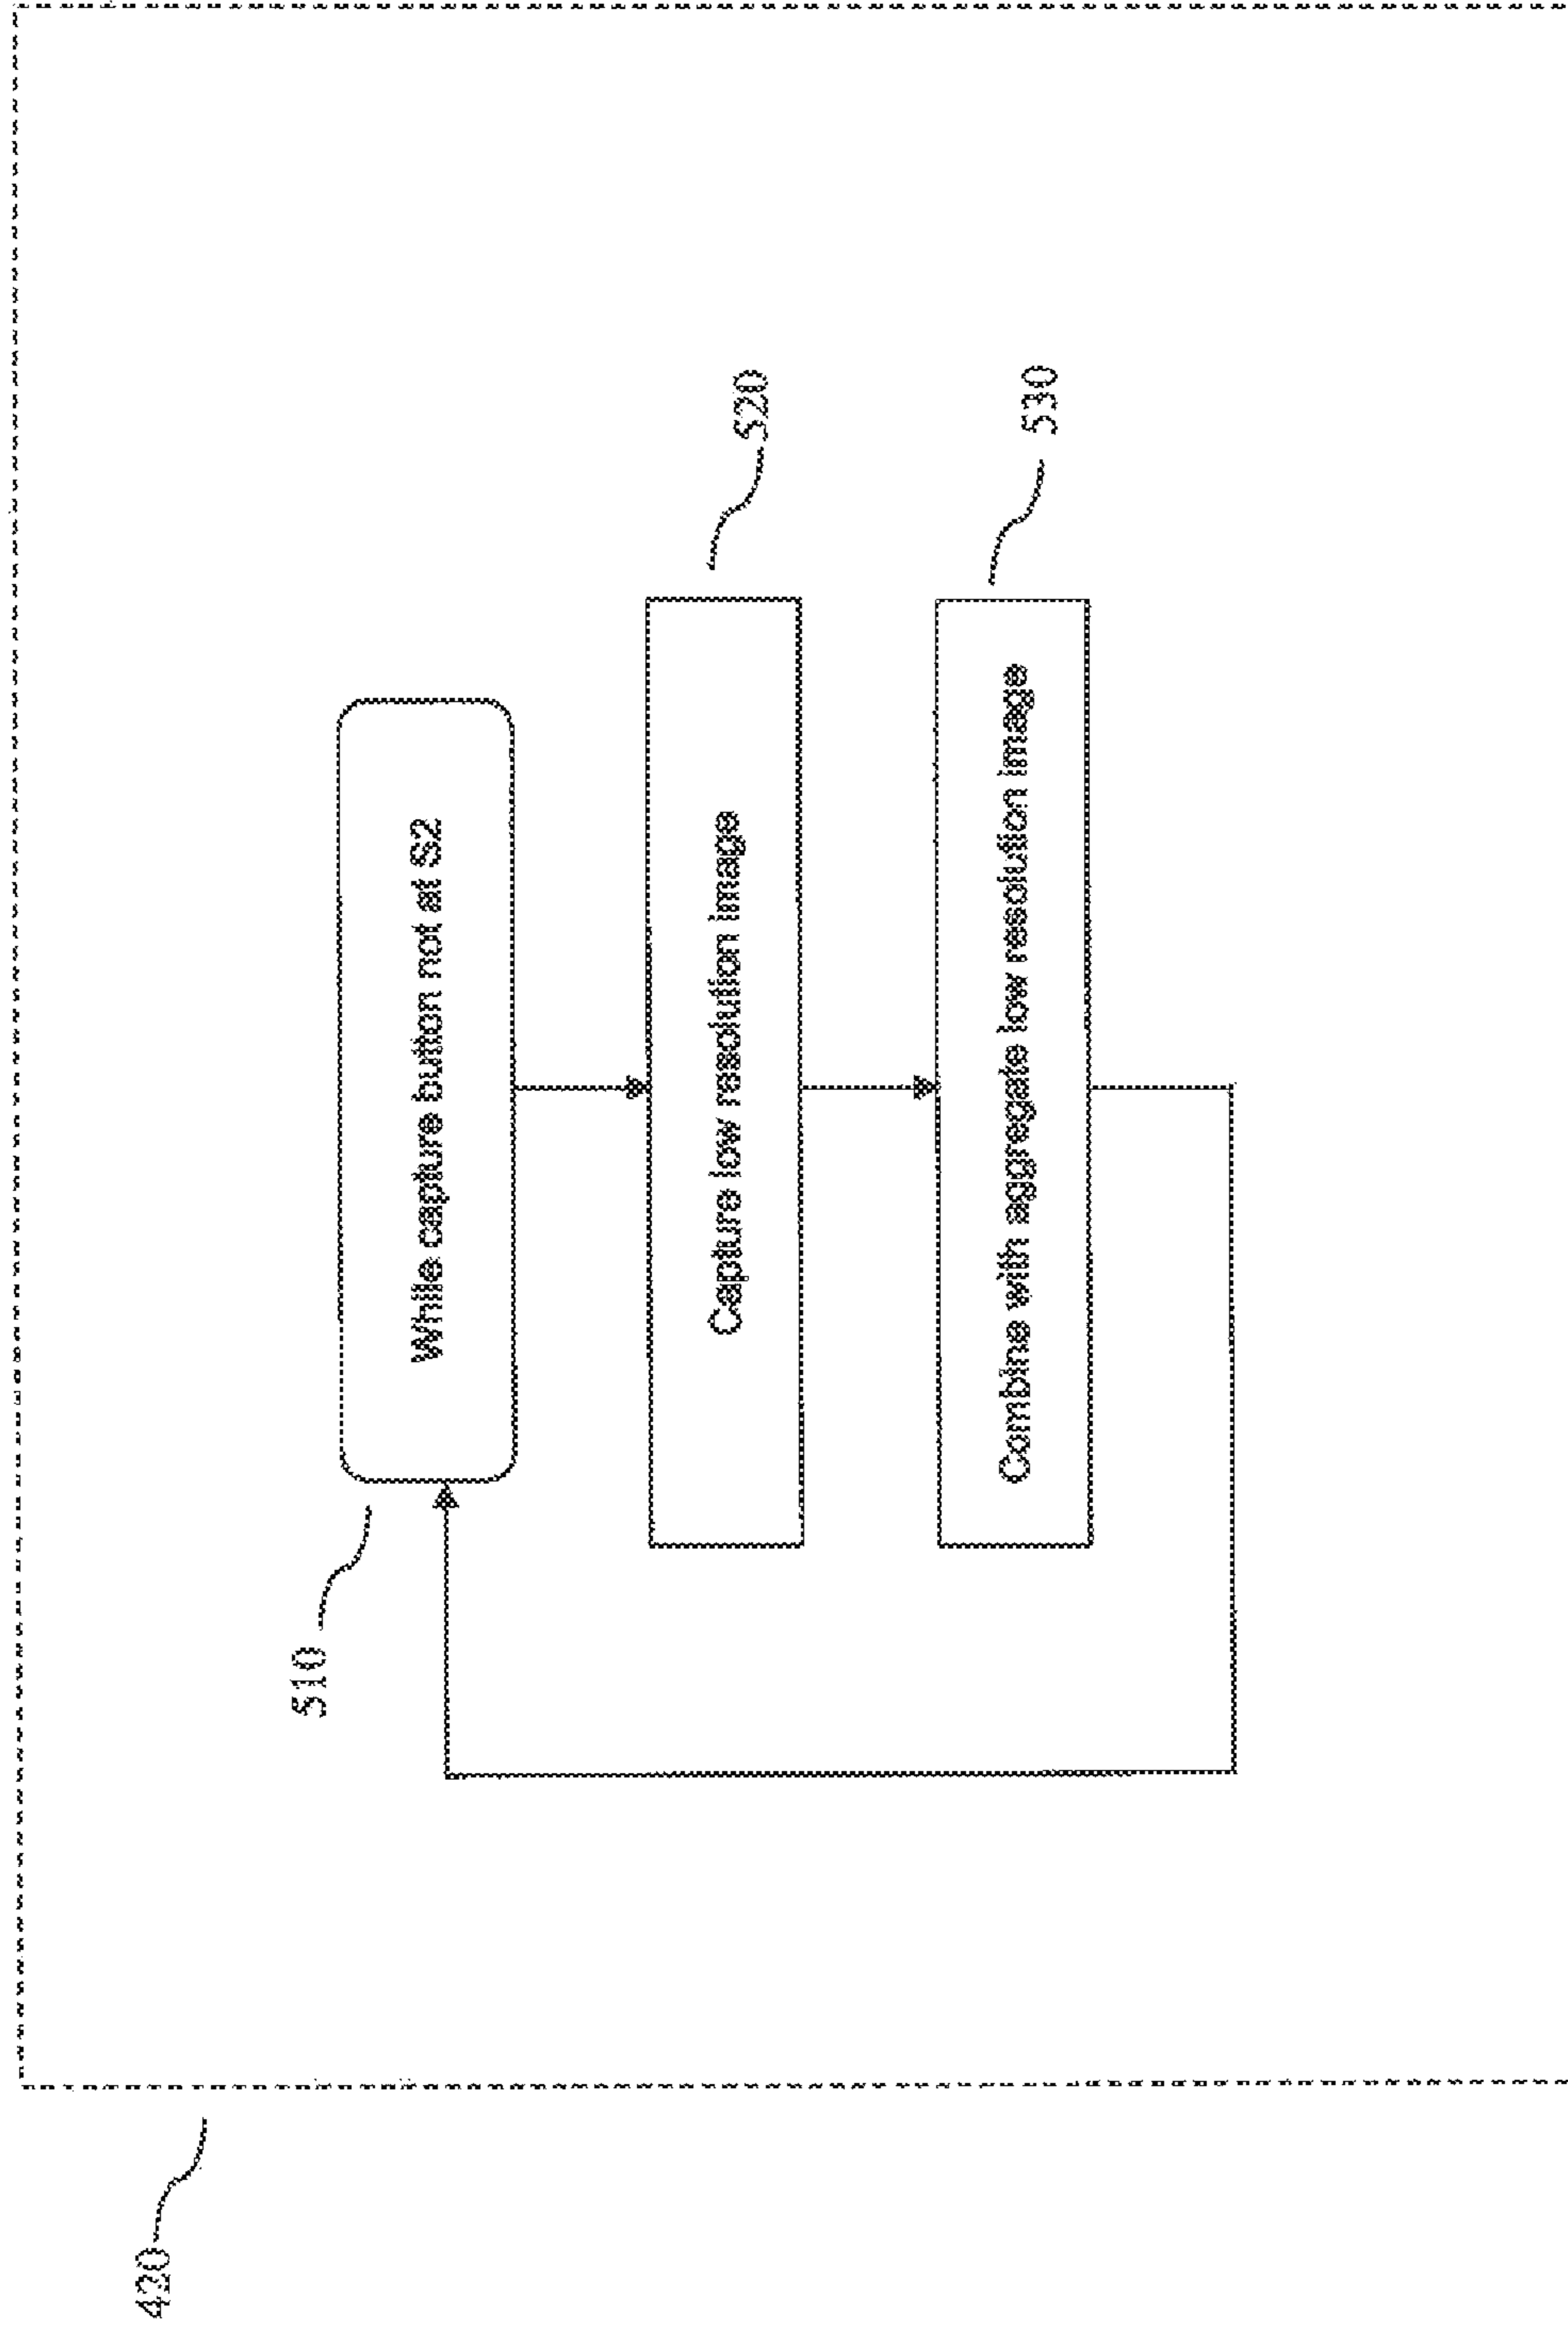 420
510
While capture button not at S2
Capture low resolution image
520
Combine with aggregate low resolution image
530